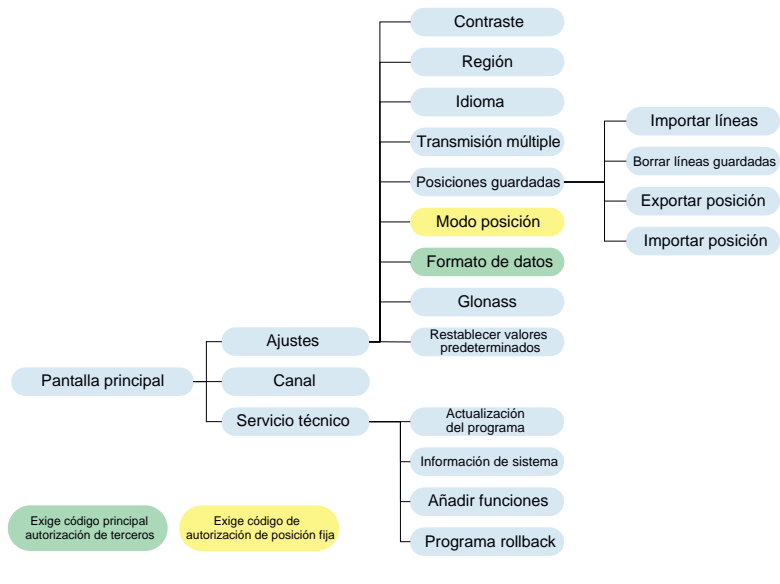 Contraste
Región
Idioma
Transmisión múltiple
Posiciones guardadas
Modo posición
Formato de datos
Glonass
Restablecer valores
predeterminados
Importar líneas
Borrar líneas guardadas
Exportar posición
Importar posición
Pantalla principal
Ajustes
Canal
Servicio técnico
Actualización
del programa
Información de sistema
Añadir funciones
Programa rollback
Exige código principal
autorización de terceros
Exige código de
autorización de posición fija